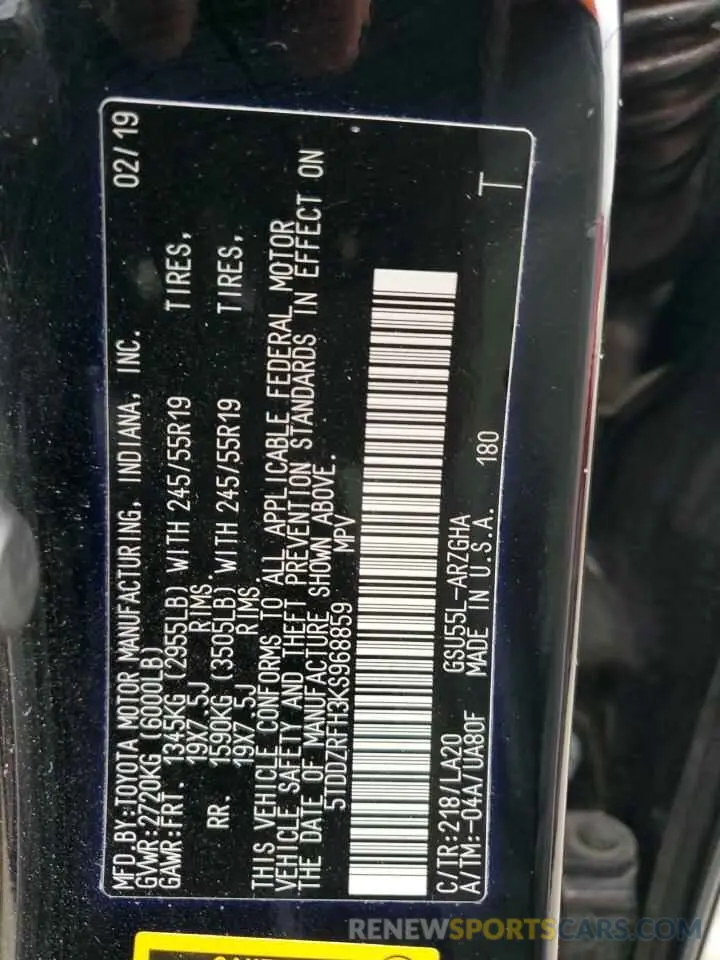 MFD.BY:TOYOTA MOTOR MANUFACTURING, INDIANA, INC. 02/19
GVWR:2720KG (6000LB)
GAWR:FRT. 1345KG (2955LB) WITH 245/55R19 TIRES,
19X7.5J RIMS.
RR. 1590KG (3505LB) WITH 245/55R19 TIRES,
19X7.5J RIMS
THIS VEHICLE CONFORMS TO ALL APPLICABLE FEDERAL MOTOR
VEHICLE SAFETY AND THEFT PREVENTION STANDARDS IN EFFECT ON
THE DATE OF MANUFACTURE SHOWN ABOVE.
5TDDZRFH3KS968859 MPV
C/TR:218/LA20 GSU55L-ARZGHA T
A/TM:-04A/UA80F MADE IN U.S.A. 180
RENEWSPORTSCARS.COM